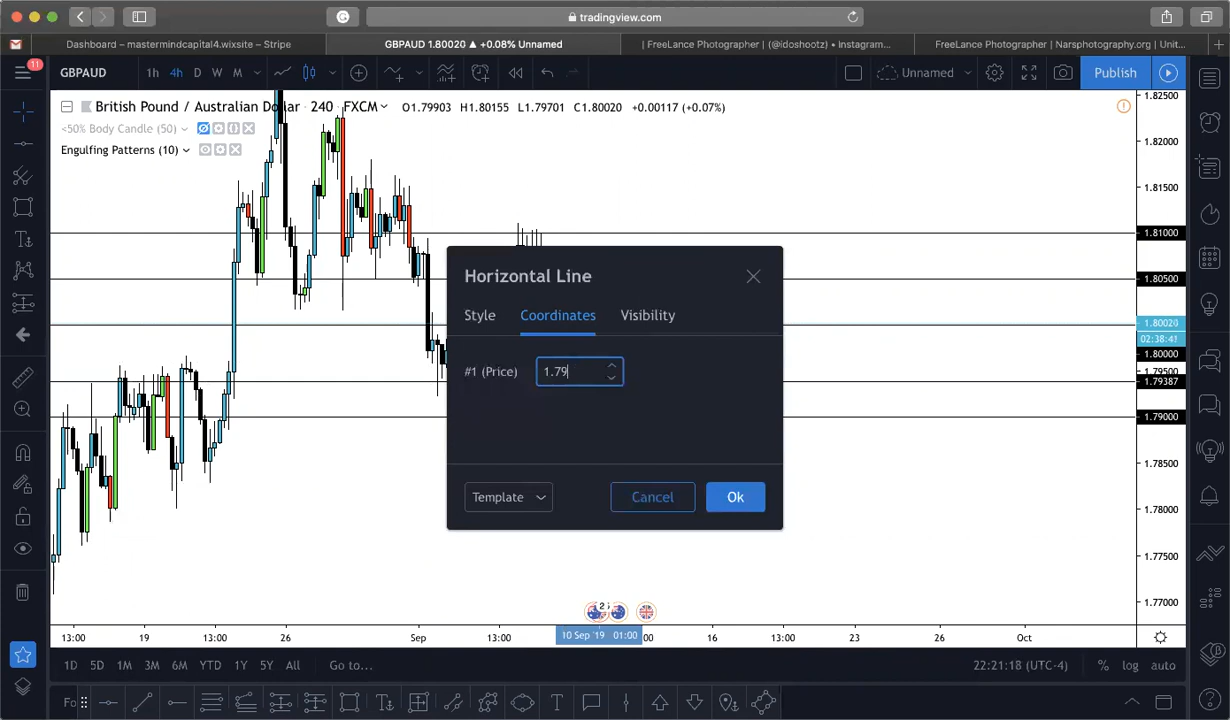 tradingview.com
Dashboard – mastermindcapital4.wixsite – Stripe
GBPAUD 1.80020 ▲ +0.08% Unnamed
| FreeLance Photographer | (@idoshootz) • Instagram...
FreeLance Photographer | Narsphotography.org | Unit...
11
GBPAUD
1h 4h D W M
Unnamed
Publish
British Pound / Australian Dollar · 240 · FXCM
O1.79903 H1.80155 L1.79701 C1.80020 +0.00117 (+0.07%)
<50% Body Candle (50)
Engulfing Patterns (10)
1.82500
1.82000
1.81500
1.81000
1.80500
1.80020
02:38:41
1.80000
1.79500
1.79387
1.79000
1.78500
1.78000
1.77500
1.77000
Horizontal Line
Style Coordinates Visibility
#1 (Price) 1.79
Template Cancel Ok
13:00 19 13:00 26 Sep 13:00 10 Sep '19 01:00 :00 16 13:00 23 26 Oct
1D 5D 1M 3M 6M YTD 1Y 5Y All Go to...
22:21:18 (UTC-4) % log auto